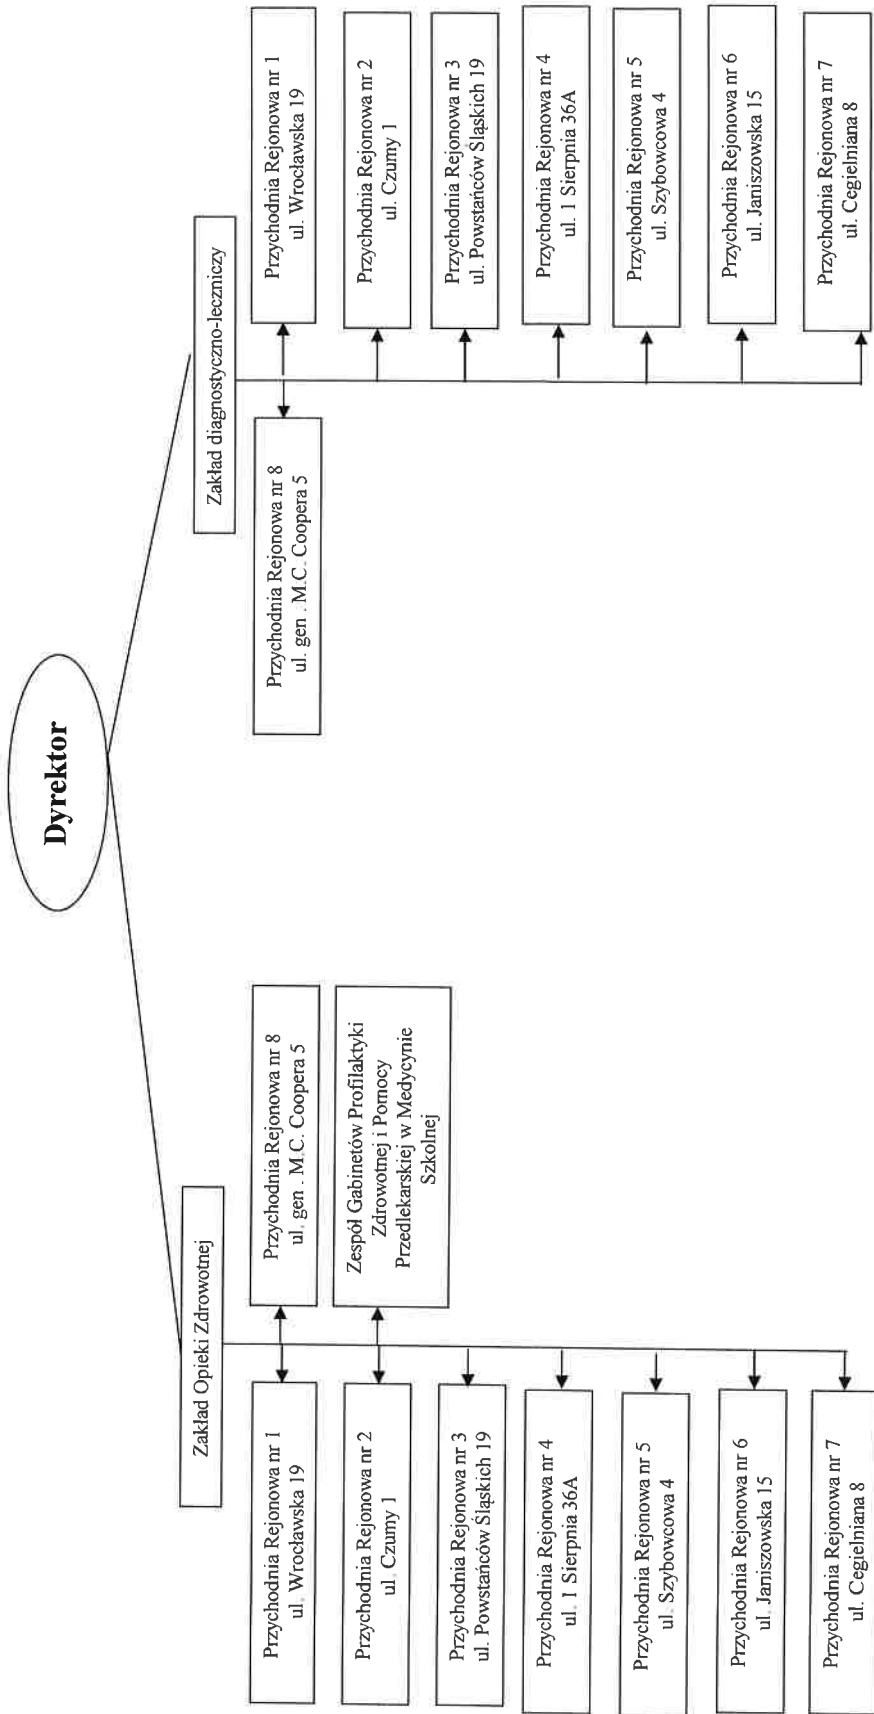 Dyrektor
Zakład Opieki Zdrowotnej
Przychodnia Rejonowa nr 1
ul. Wrocławska 19
Przychodnia Rejonowa nr 2
ul. Czumy 1
Przychodnia Rejonowa nr 3
ul. Powstańców Śląskich 19
Przychodnia Rejonowa nr 4
ul. 1 Sierpnia 36A
Przychodnia Rejonowa nr 5
ul. Szybowcowa 4
Przychodnia Rejonowa nr 6
ul. Janiszowska 15
Przychodnia Rejonowa nr 7
ul. Cegielniana 8
Przychodnia Rejonowa nr 8
ul. gen . M.C. Coopera 5
Zespół Gabinetów Profilaktyki
Zdrowotnej i Pomocy
Przedlekarskiej w Medycynie
Szkolnej
Zakład diagnostyczno-leczniczy
Przychodnia Rejonowa nr 8
ul. gen . M.C. Coopera 5
Przychodnia Rejonowa nr 1
ul. Wrocławska 19
Przychodnia Rejonowa nr 2
ul. Czumy 1
Przychodnia Rejonowa nr 3
ul. Powstańców Śląskich 19
Przychodnia Rejonowa nr 4
ul. 1 Sierpnia 36A
Przychodnia Rejonowa nr 5
ul. Szybowcowa 4
Przychodnia Rejonowa nr 6
ul. Janiszowska 15
Przychodnia Rejonowa nr 7
ul. Cegielniana 8